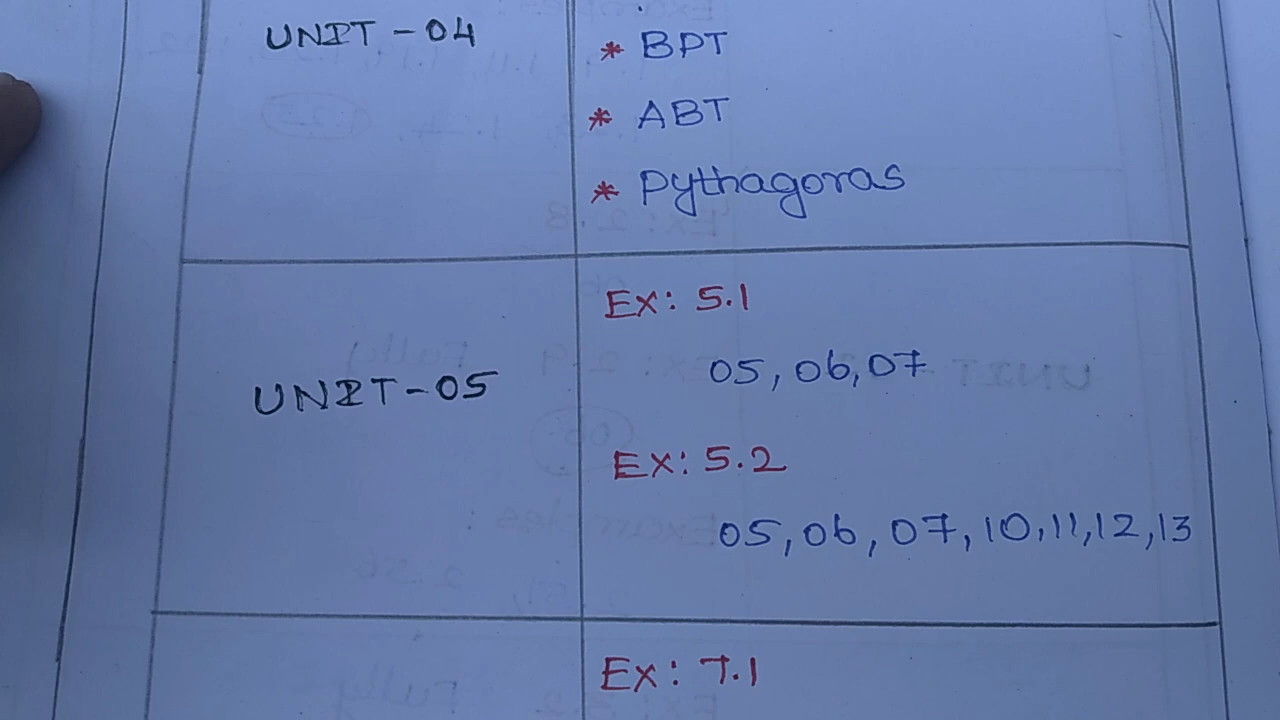 UNIT - 04
* BPT
* ABT
* Pythagoras
UNIT - 05
Ex: 5.1
05, 06, 07
Ex: 5.2
05, 06, 07, 10, 11, 12, 13
Ex: 7.1